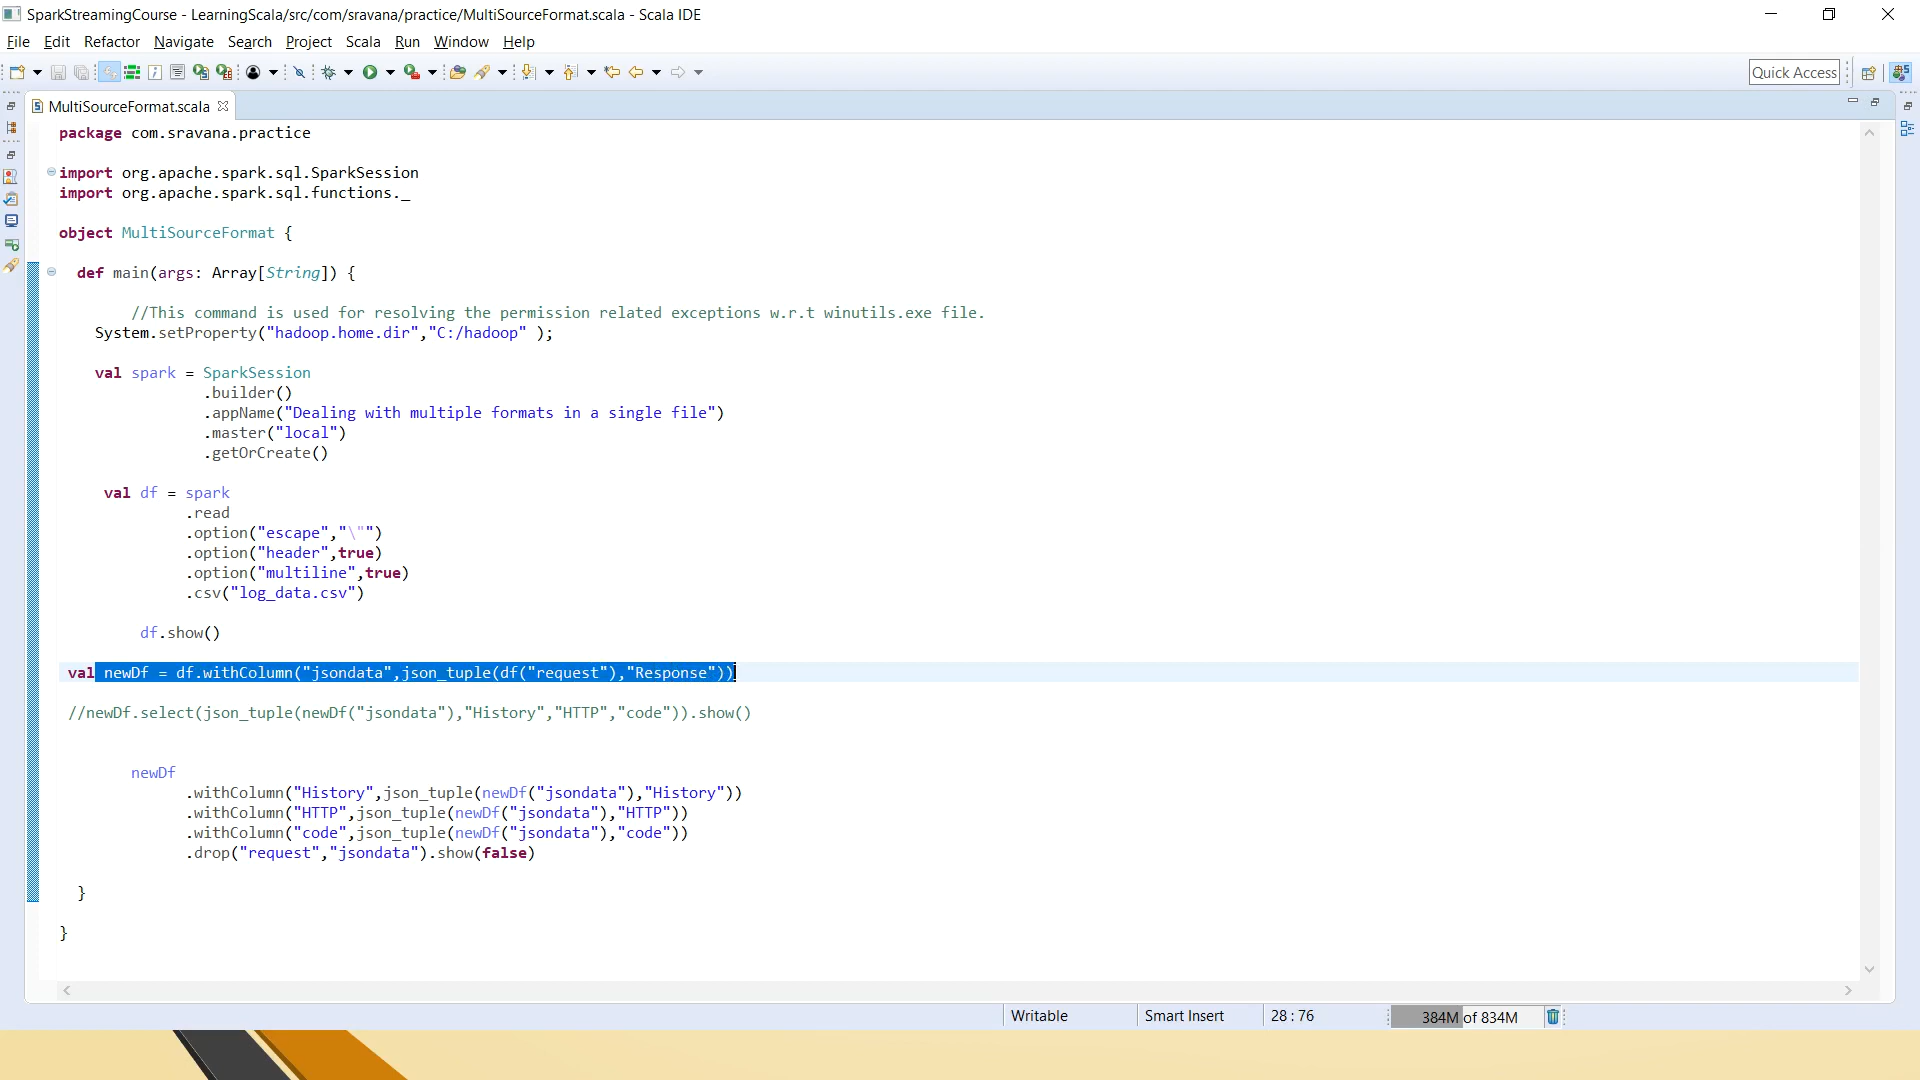 SparkStreamingCourse - LearningScala/src/com/sravana/practice/MultiSourceFormat.scala - Scala IDE
File Edit Refactor Navigate Search Project Scala Run Window Help
Quick Access
MultiSourceFormat.scala
package com.sravana.practice
import org.apache.spark.sql.SparkSession
import org.apache.spark.sql.functions._
object MultiSourceFormat {
def main(args: Array[String]) {
//This command is used for resolving the permission related exceptions w.r.t winutils.exe file.
System.setProperty("hadoop.home.dir","C:/hadoop" );
val spark = SparkSession
.builder()
.appName("Dealing with multiple formats in a single file")
.master("local")
.getOrCreate()
val df = spark
.read
.option("escape","\"")
.option("header",true)
.option("multiline",true)
.csv("log_data.csv")
df.show()
val newDf = df.withColumn("jsondata",json_tuple(df("request"),"Response"))
//newDf.select(json_tuple(newDf("jsondata"),"History","HTTP","code")).show()
newDf
.withColumn("History",json_tuple(newDf("jsondata"),"History"))
.withColumn("HTTP",json_tuple(newDf("jsondata"),"HTTP"))
.withColumn("code",json_tuple(newDf("jsondata"),"code"))
.drop("request","jsondata").show(false)
}
}
Writable Smart Insert 28 : 76 384M of 834M